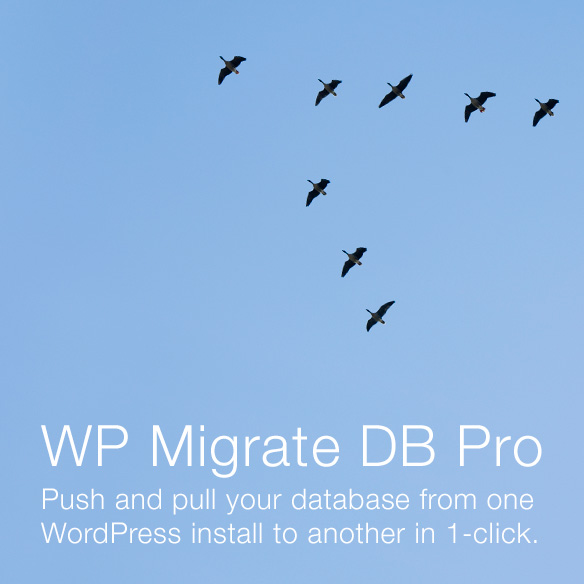 WP Migrate DB Pro
Push and pull your database from one
WordPress install to another in 1-click.